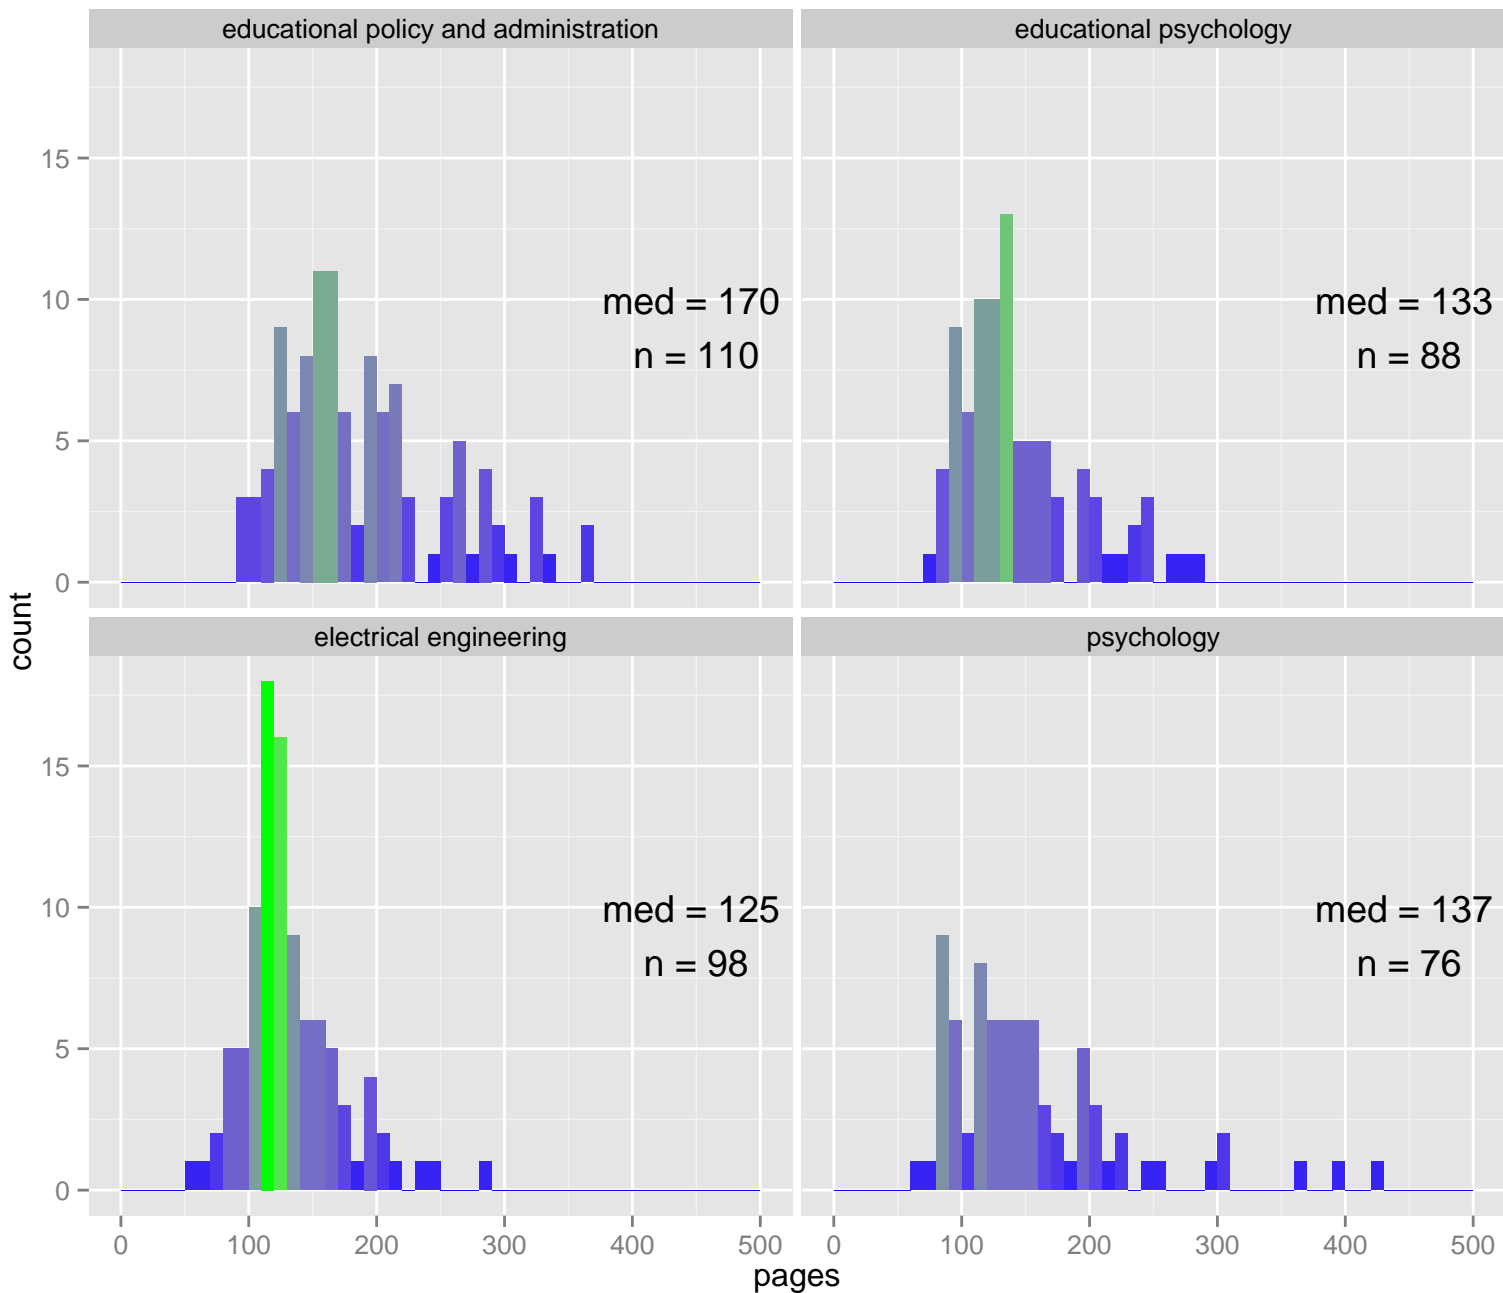 educational policy and administration
educational psychology
15
10
5
0
med = 170
n = 110
med = 133
n = 88
count
electrical engineering
psychology
15
10
5
0
med = 125
n = 98
med = 137
n = 76
0 100 200 300 400 500
0 100 200 300 400 500
pages